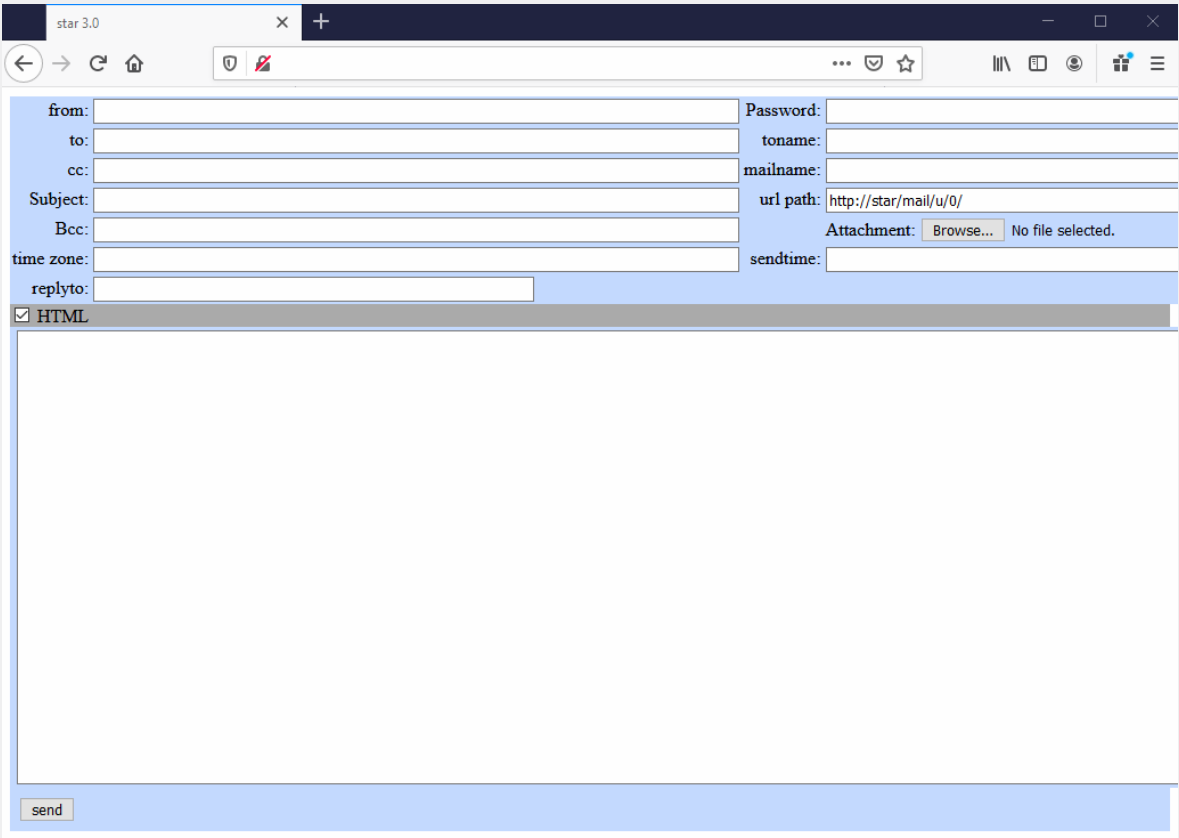 star 3.0
from: Password:
to: toname:
cc: mailname:
Subject: url path: http://star/mail/u/0/
Bcc: Attachment: Browse... No file selected.
time zone: sendtime:
replyto:
HTML
send